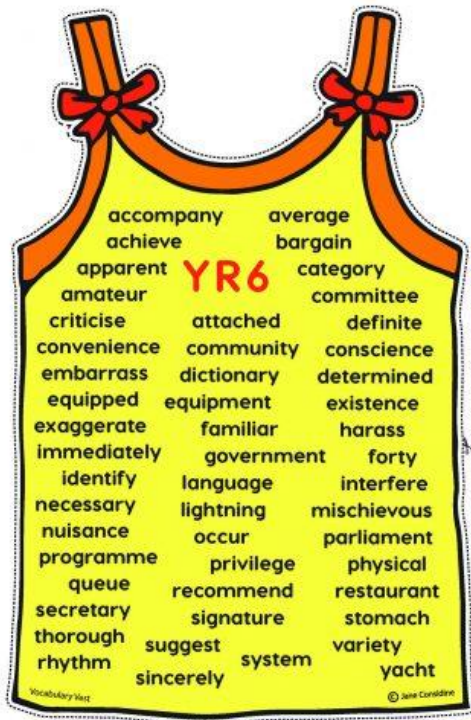 accompany average
achieve bargain
apparent YR6 category
amateur committee
criticise attached definite
convenience community conscience
embarrass dictionary determined
equipped equipment existence
exaggerate familiar harass
immediately government forty
identify language interfere
necessary lightning mischievous
nuisance occur parliament
programme privilege physical
queue recommend restaurant
secretary signature stomach
thorough suggest variety
rhythm system yacht
sincerely
Vocabulary Vest © Jane Considine